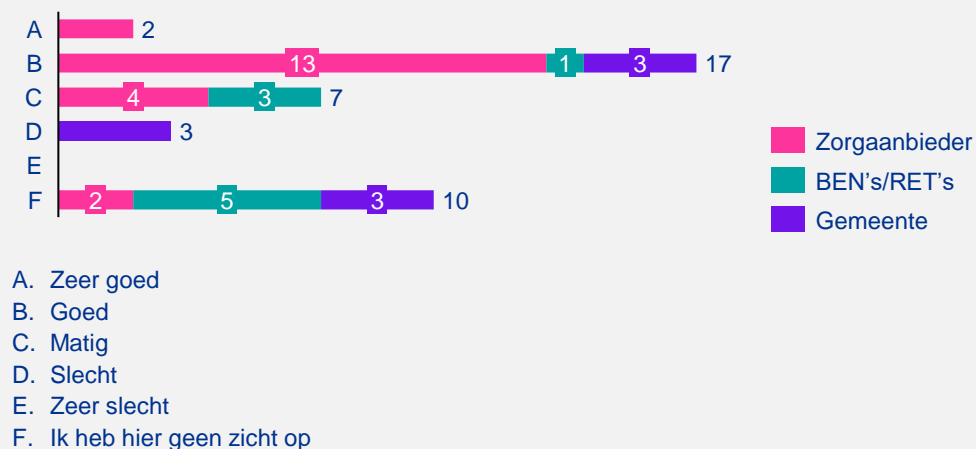 A 2
B 13 1 3 17
C 4 3 7
D 3
E
F 2 5 3 10
Zorgaanbieder
BEN's/RET's
Gemeente
A. Zeer goed
B. Goed
C. Matig
D. Slecht
E. Zeer slecht
F. Ik heb hier geen zicht op